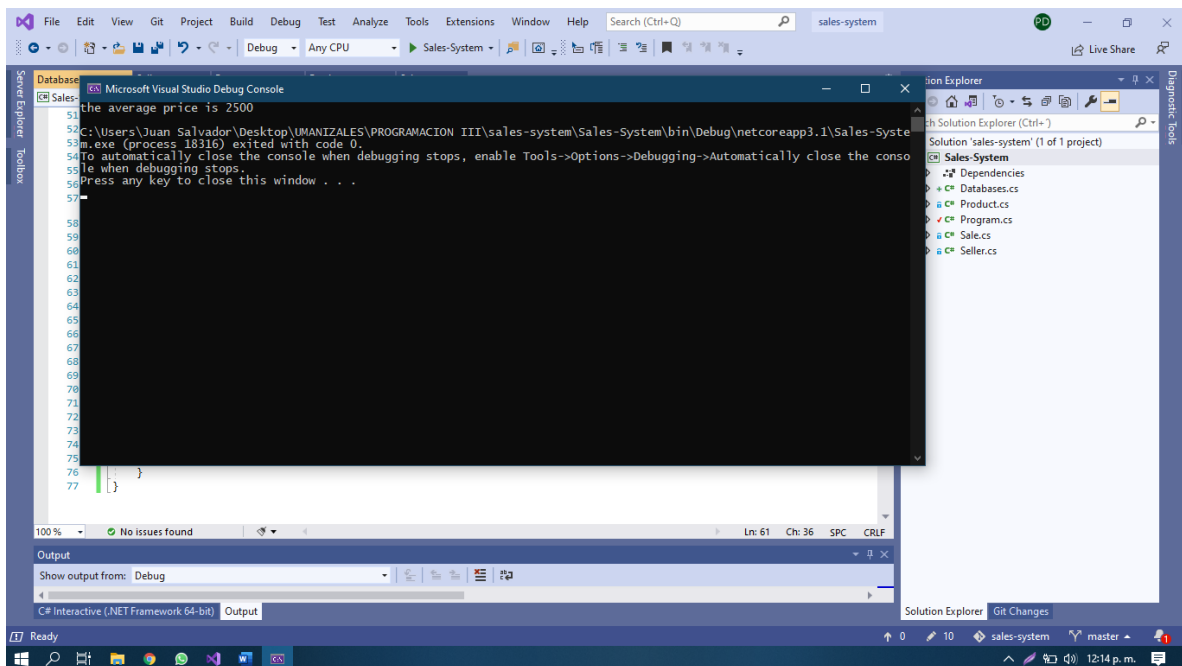 File Edit View Git Project Build Debug Test Analyze Tools Extensions Window Help Search (Ctrl+Q) sales-system PD
Debug Any CPU Sales-System Live Share
Server Explorer
Toolbox
Database
C# Sales-
Microsoft Visual Studio Debug Console
the average price is 2500
C:\Users\Juan Salvador\Desktop\UMANIZALES\PROGRAMACION III\sales-system\Sales-System\bin\Debug\netcoreapp3.1\Sales-Syste
m.exe (process 18316) exited with code 0.
To automatically close the console when debugging stops, enable Tools->Options->Debugging->Automatically close the conso
le when debugging stops.
Press any key to close this window . . .
51
52
53
54
55
56
57
58
59
60
61
62
63
64
65
66
67
68
69
70
71
72
73
74
75
76 }
77 }
100 % No issues found Ln: 61 Ch: 36 SPC CRLF
Output
Show output from: Debug
C# Interactive (.NET Framework 64-bit) Output
tion Explorer
ch Solution Explorer (Ctrl+´)
Solution 'sales-system' (1 of 1 project)
C# Sales-System
Dependencies
C# Databases.cs
C# Product.cs
C# Program.cs
C# Sale.cs
C# Seller.cs
Solution Explorer Git Changes
Diagnostic Tools
Ready 0 10 sales-system master 1
12:14 p. m.